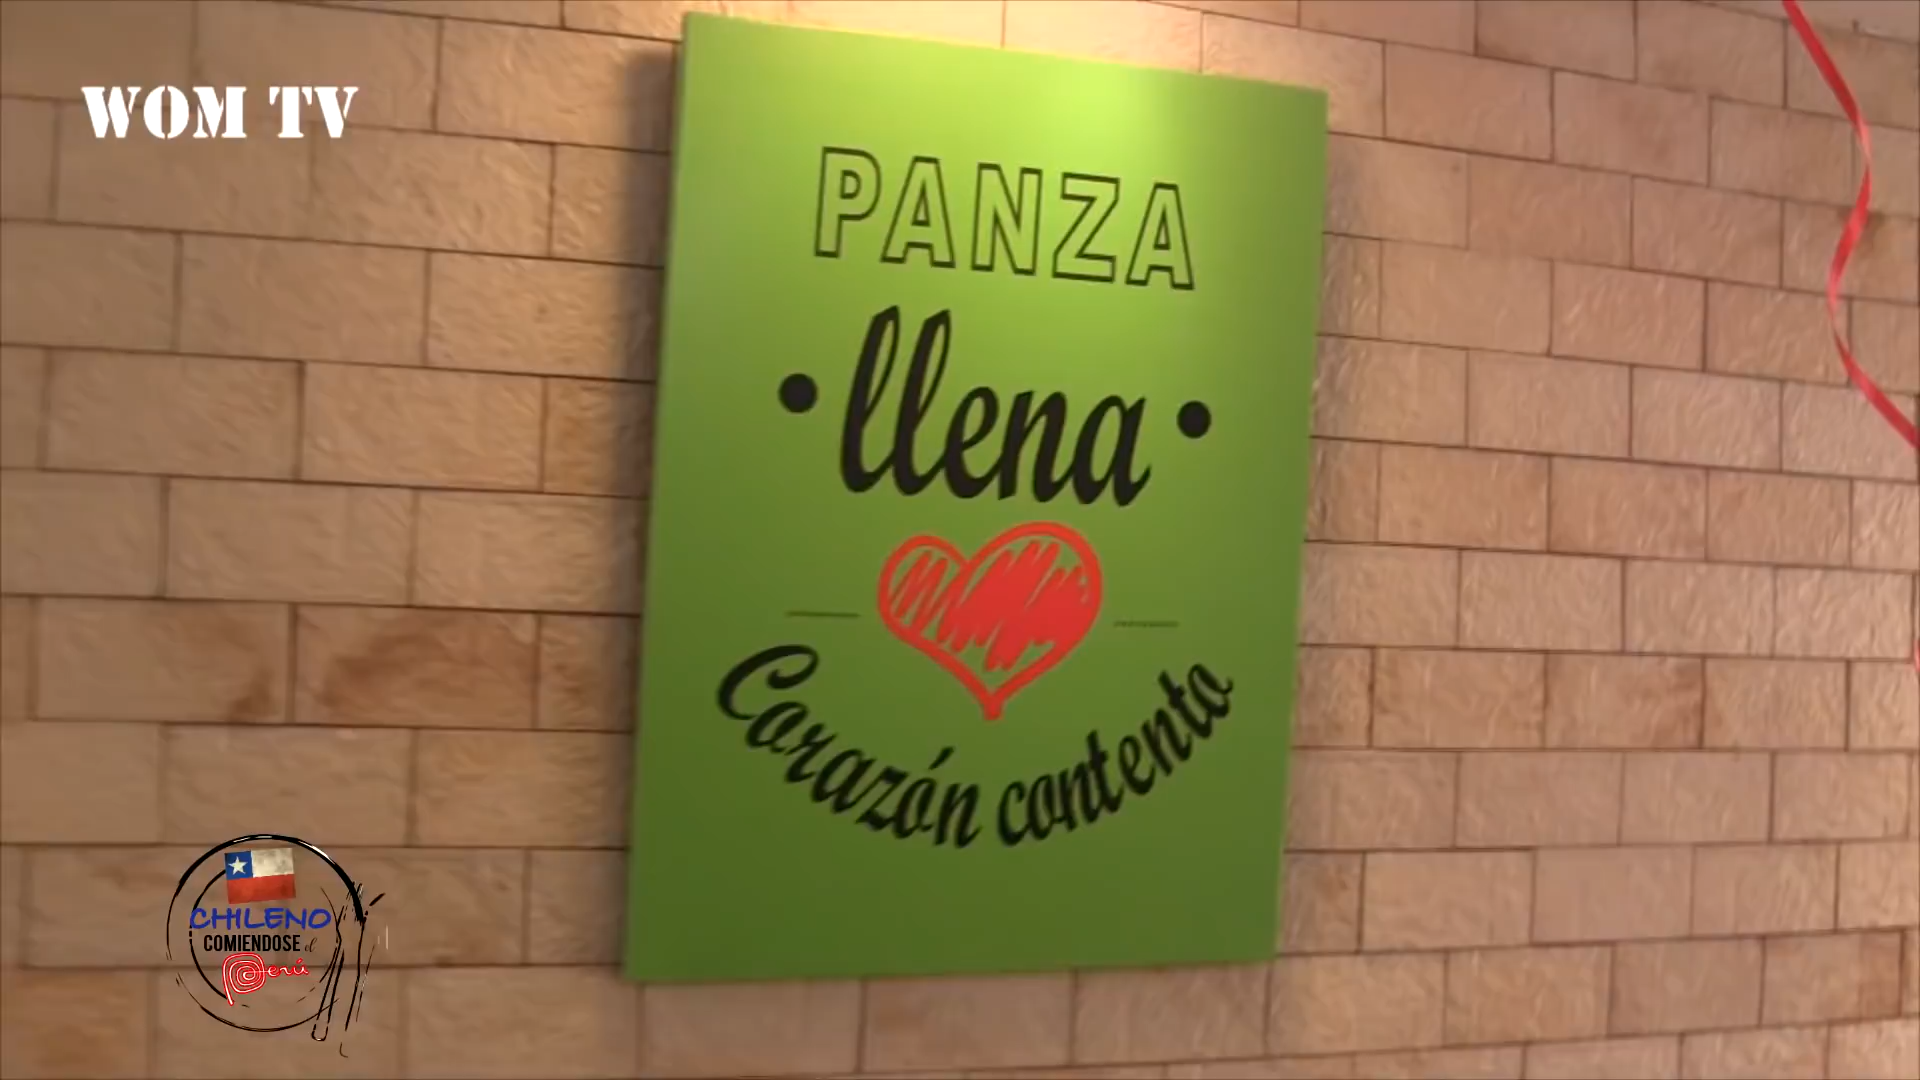 WOM TV
PANZA
• llena •
Corazón contento
CHILENO
COMIENDOSE el
Perú